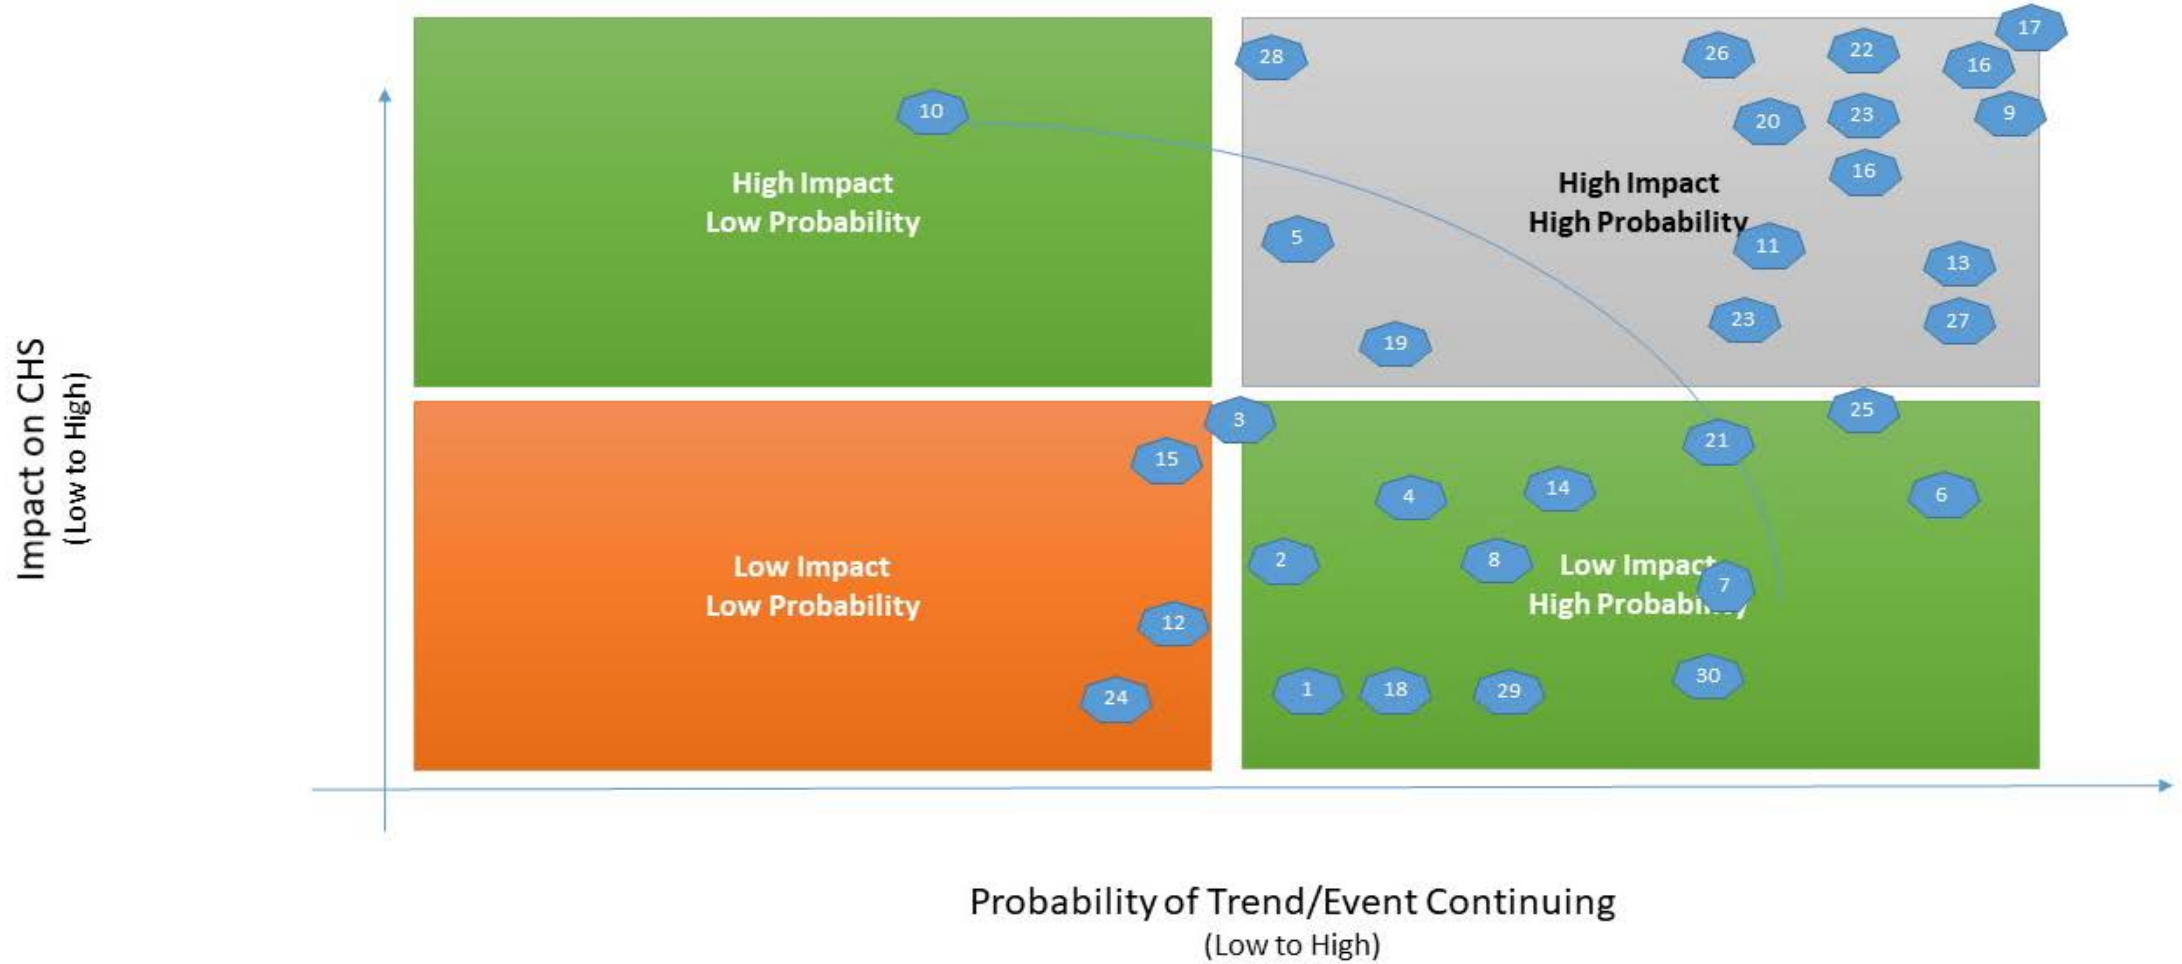 17
28
26
22
16
10
20
23
9
High Impact
Low Probability
High Impact
High Probability
16
5
11
13
23
27
19
Impact on CHS
(Low to High)
3
25
15
21
4
14
6
2
8
7
Low Impact
Low Probability
Low Impact
High Probability
12
24
1
18
29
30
Probability of Trend/Event Continuing
(Low to High)